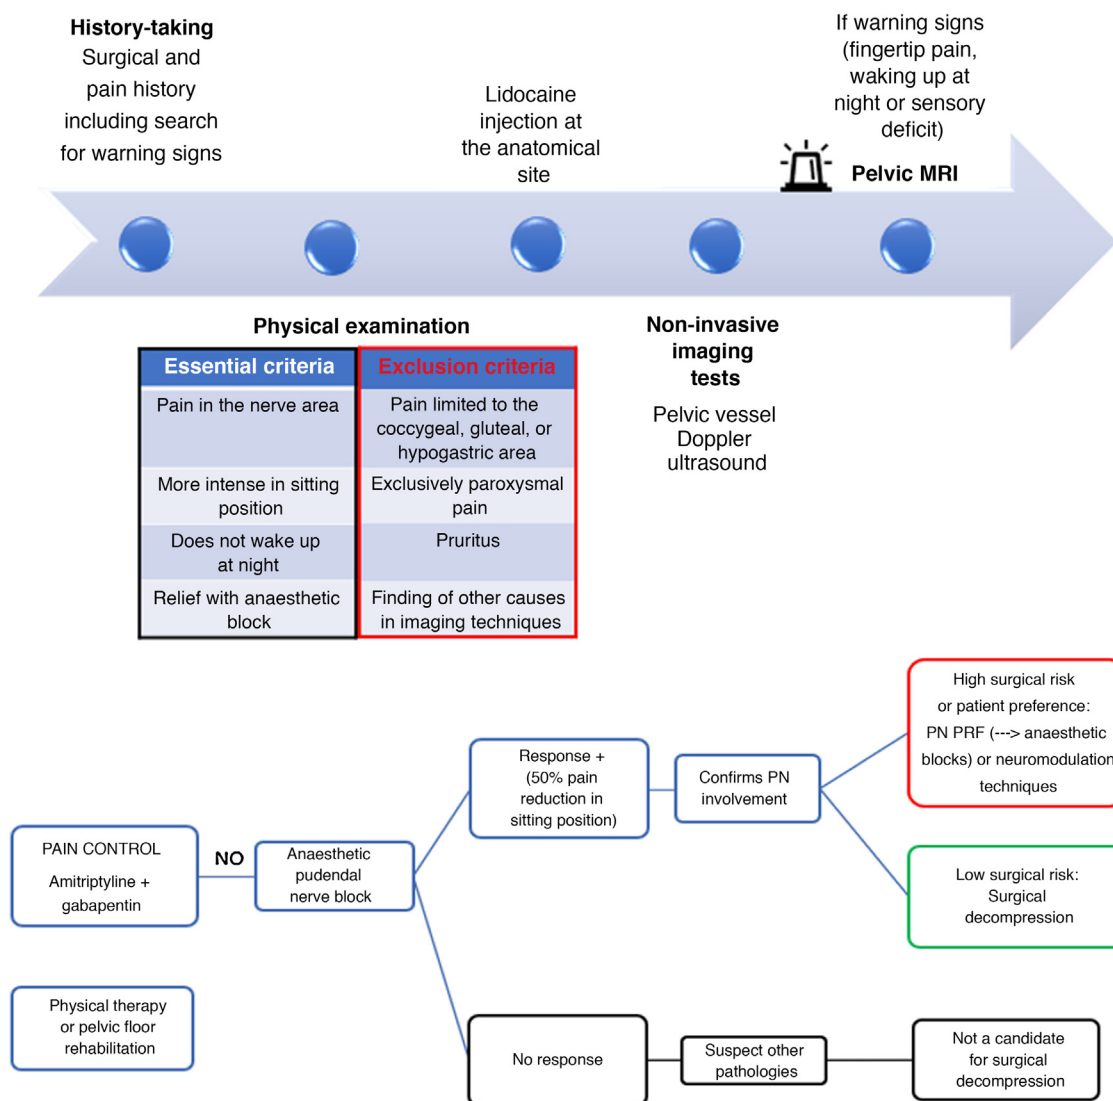 History-taking
Surgical and
pain history
including search
for warning signs
Lidocaine
injection at
the anatomical
site
If warning signs
(fingertip pain,
waking up at
night or sensory
deficit)
Pelvic MRI
Physical examination
Essential criteria
Exclusion criteria
Pain in the nerve area
Pain limited to the
coccygeal, gluteal, or
hypogastric area
More intense in sitting
position
Exclusively paroxysmal
pain
Does not wake up
at night
Pruritus
Relief with anaesthetic
block
Finding of other causes
in imaging techniques
Non-invasive
imaging
tests
Pelvic vessel
Doppler
ultrasound
PAIN CONTROL
Amitriptyline +
gabapentin
NO
Anaesthetic
pudendal
nerve block
Response +
(50% pain
reduction in
sitting position)
Confirms PN
involvement
High surgical risk
or patient preference:
PN PRF (---> anaesthetic
blocks) or neuromodulation
techniques
Low surgical risk:
Surgical
decompression
Physical therapy
or pelvic floor
rehabilitation
No response
Suspect other
pathologies
Not a candidate
for surgical
decompression